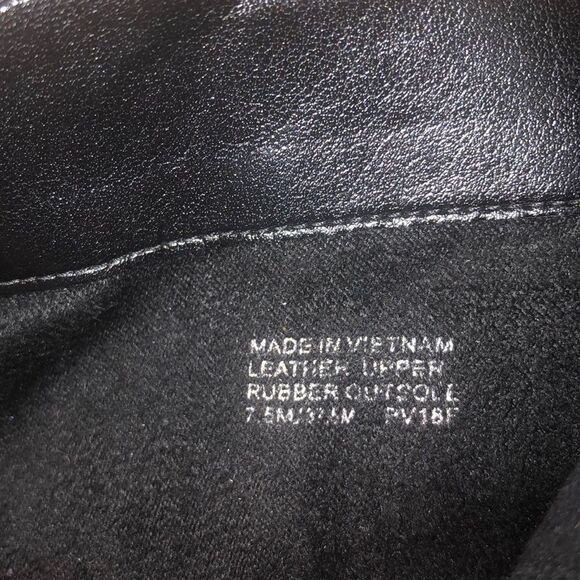 MADE IN VIETNAM
LEATHER UPPER
RUBBER OUTSOLE
7.5M/37.5M PV18F